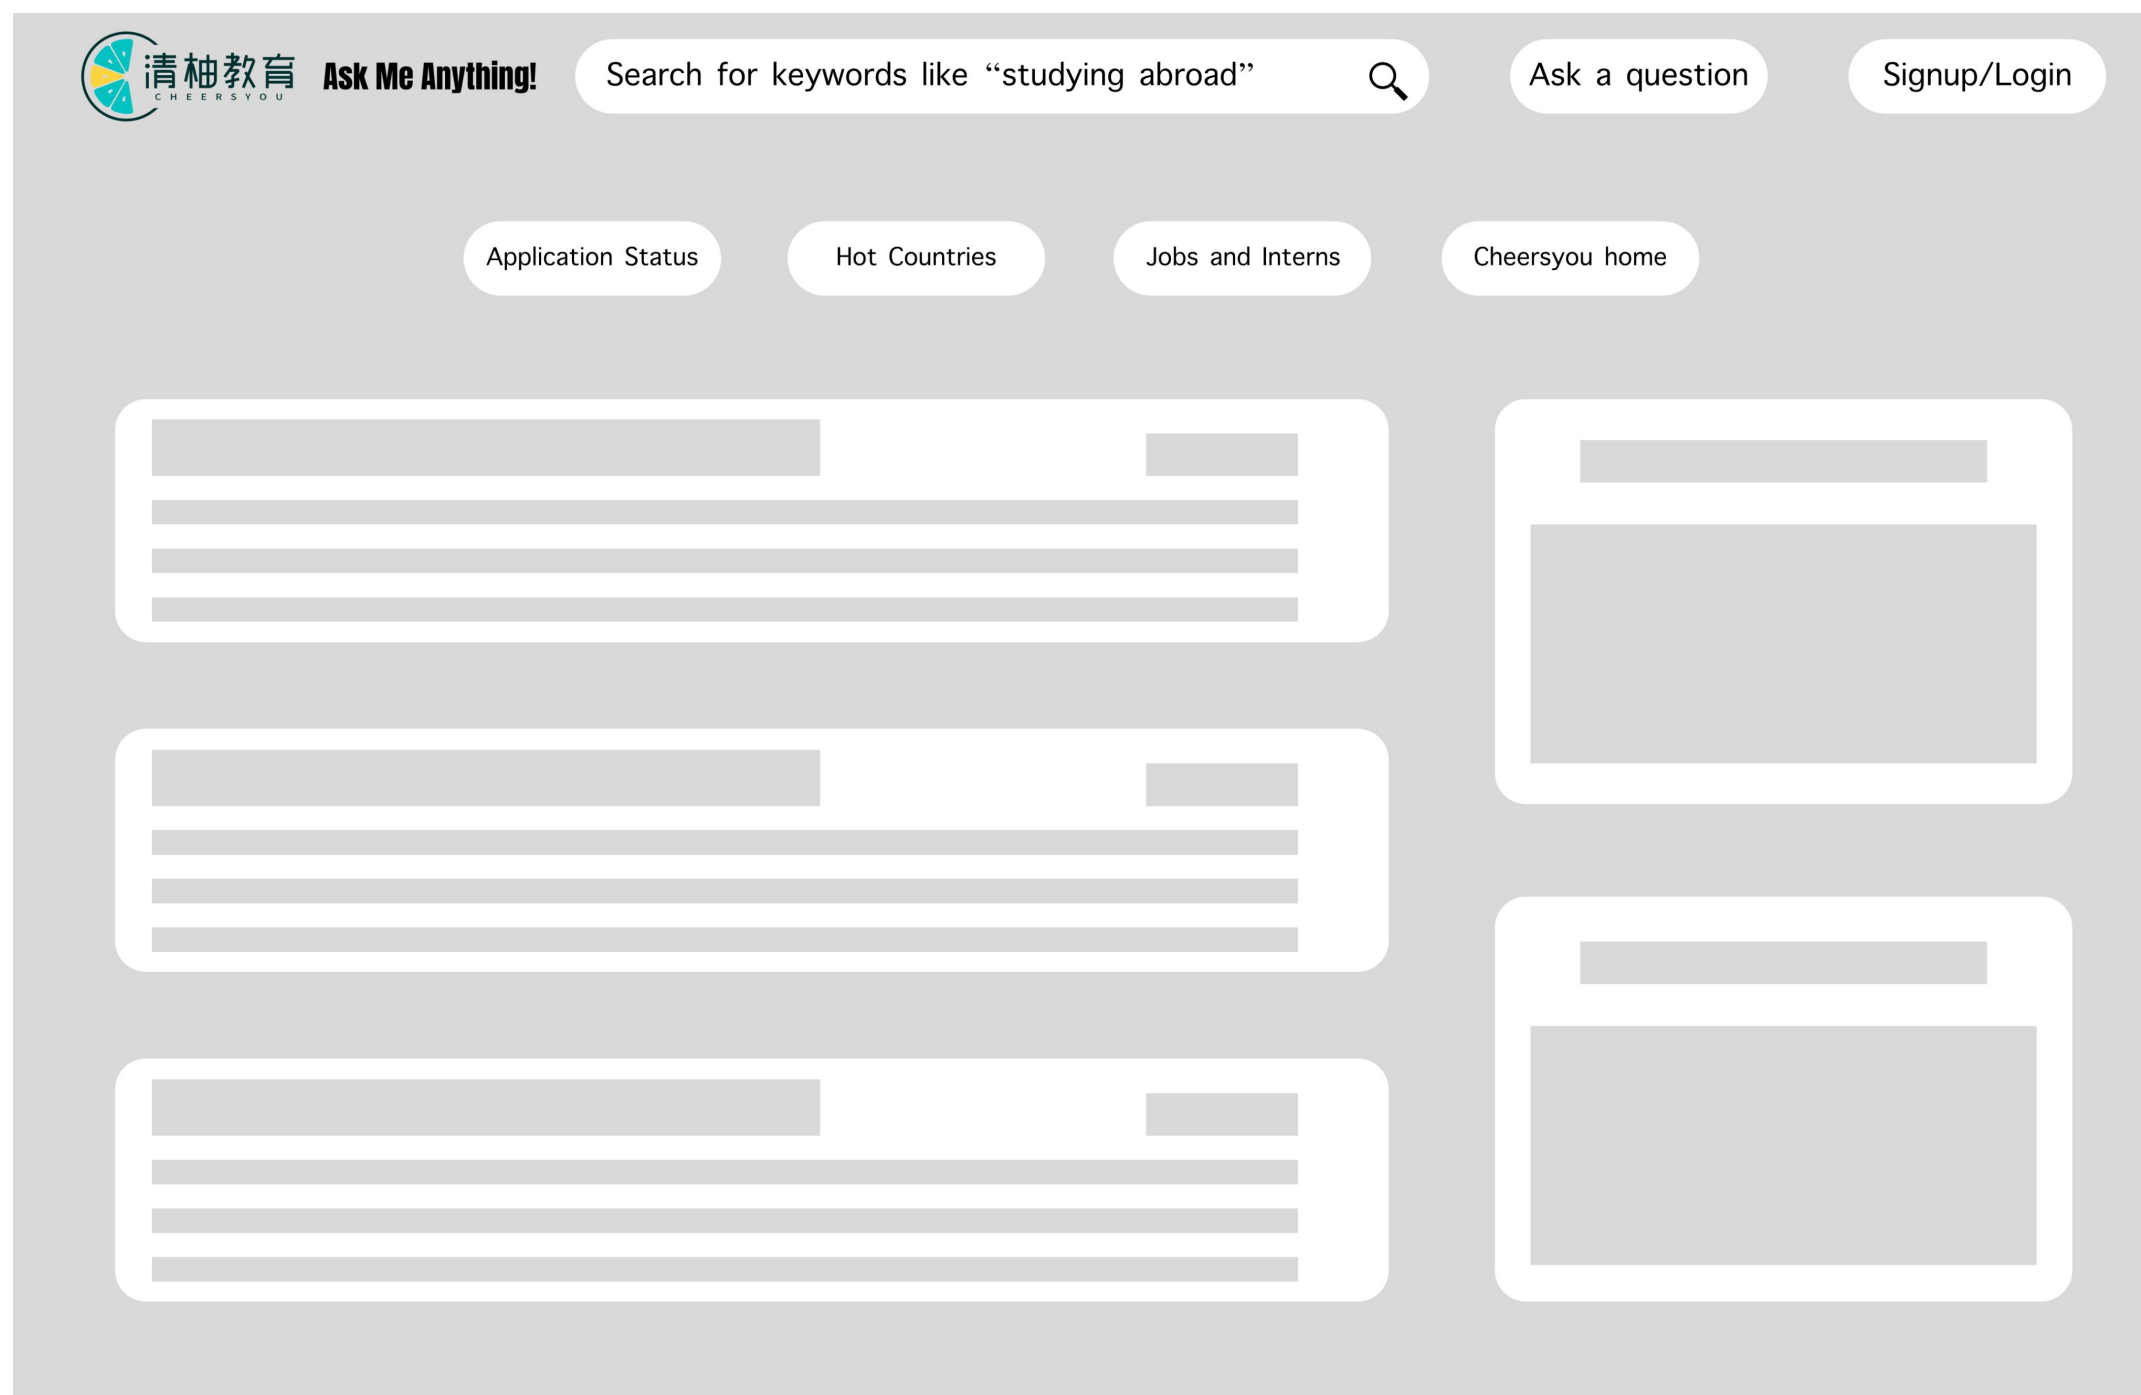 清柚教育
CHEERSYOU
Ask Me Anything!
Search for keywords like “studying abroad”
Ask a question
Signup/Login
Application Status
Hot Countries
Jobs and Interns
Cheersyou home